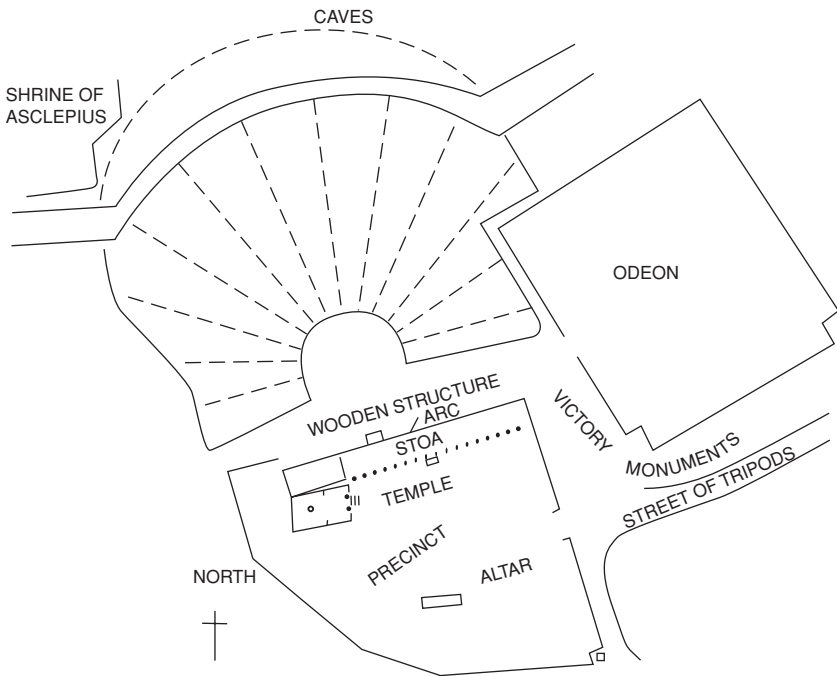 CAVES
SHRINE OF
ASCLEPIUS
ODEON
WOODEN STRUCTURE
ARC
STOA
VICTORY
MONUMENTS
STREET OF TRIPODS
TEMPLE
PRECINCT
ALTAR
NORTH